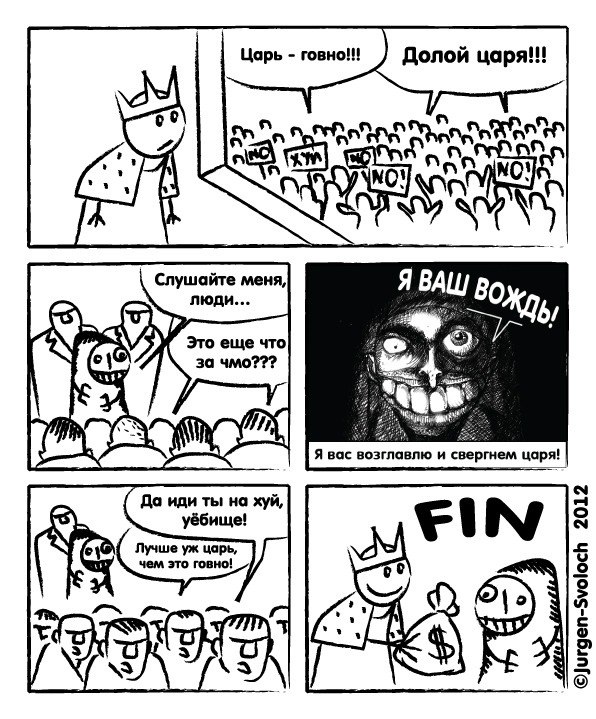 Царь - говно!!!
Долой царя!!!
NO
ХУЙ
NO
NO!
NO!
Слушайте меня,
люди...
Это еще что
за чмо???
Я ВАШ ВОЖДЬ!
Я вас возглавлю и свергнем царя!
Да иди ты на хуй,
уёбище!
Лучше уж царь,
чем это говно!
FIN
$
©Jurgen-Svoloch 2012